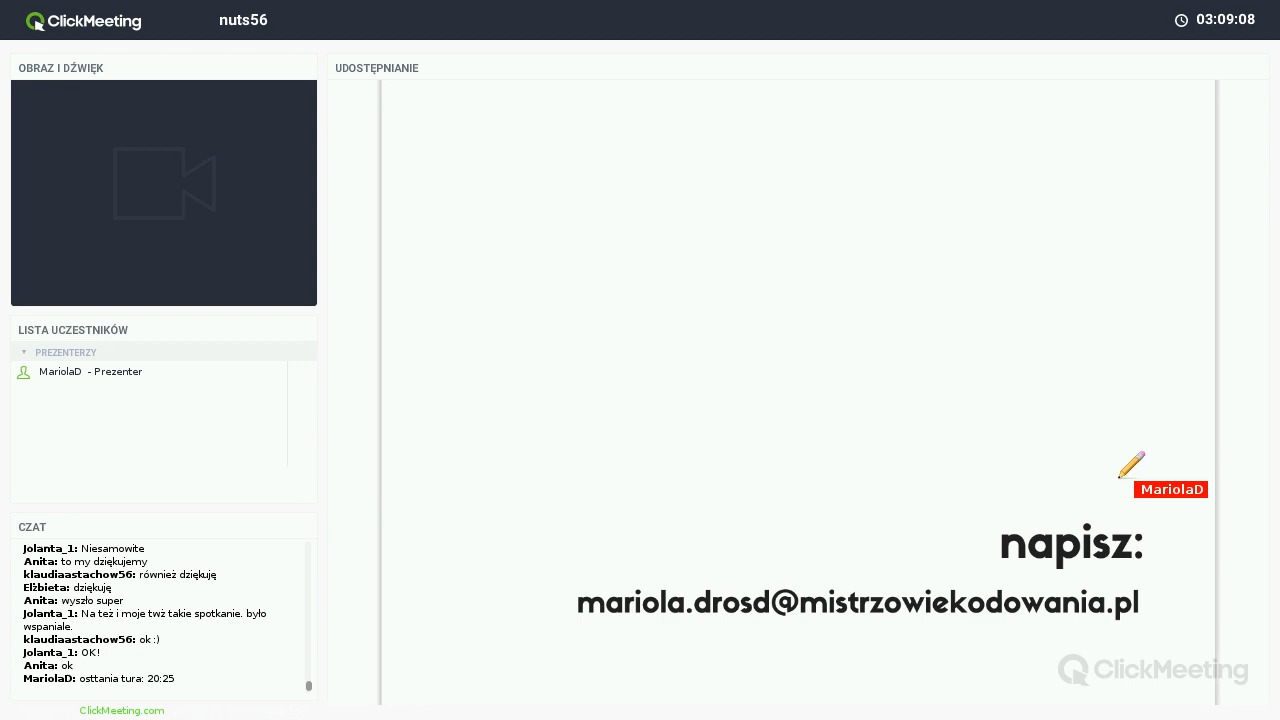 ClickMeeting
nuts56
03:09:08
OBRAZ I DŹWIĘK
UDOSTĘPNIANIE
LISTA UCZESTNIKÓW
PREZENTERZY
MariolaD - Prezenter
CZAT
Jolanta_1: Niesamowite
Anita: to my dziękujemy
klaudiaastachow56: również dziękuję
Elżbieta: dziękuję
Anita: wyszło super
Jolanta_1: Na też i moje twż takie spotkanie. było
wspaniale.
klaudiaastachow56: ok :)
Jolanta_1: OK!
Anita: ok
MariolaD: osttania tura: 20:25
ClickMeeting.com
MariolaD
napisz:
mariola.drosd@mistrzowiekodowania.pl
ClickMeeting